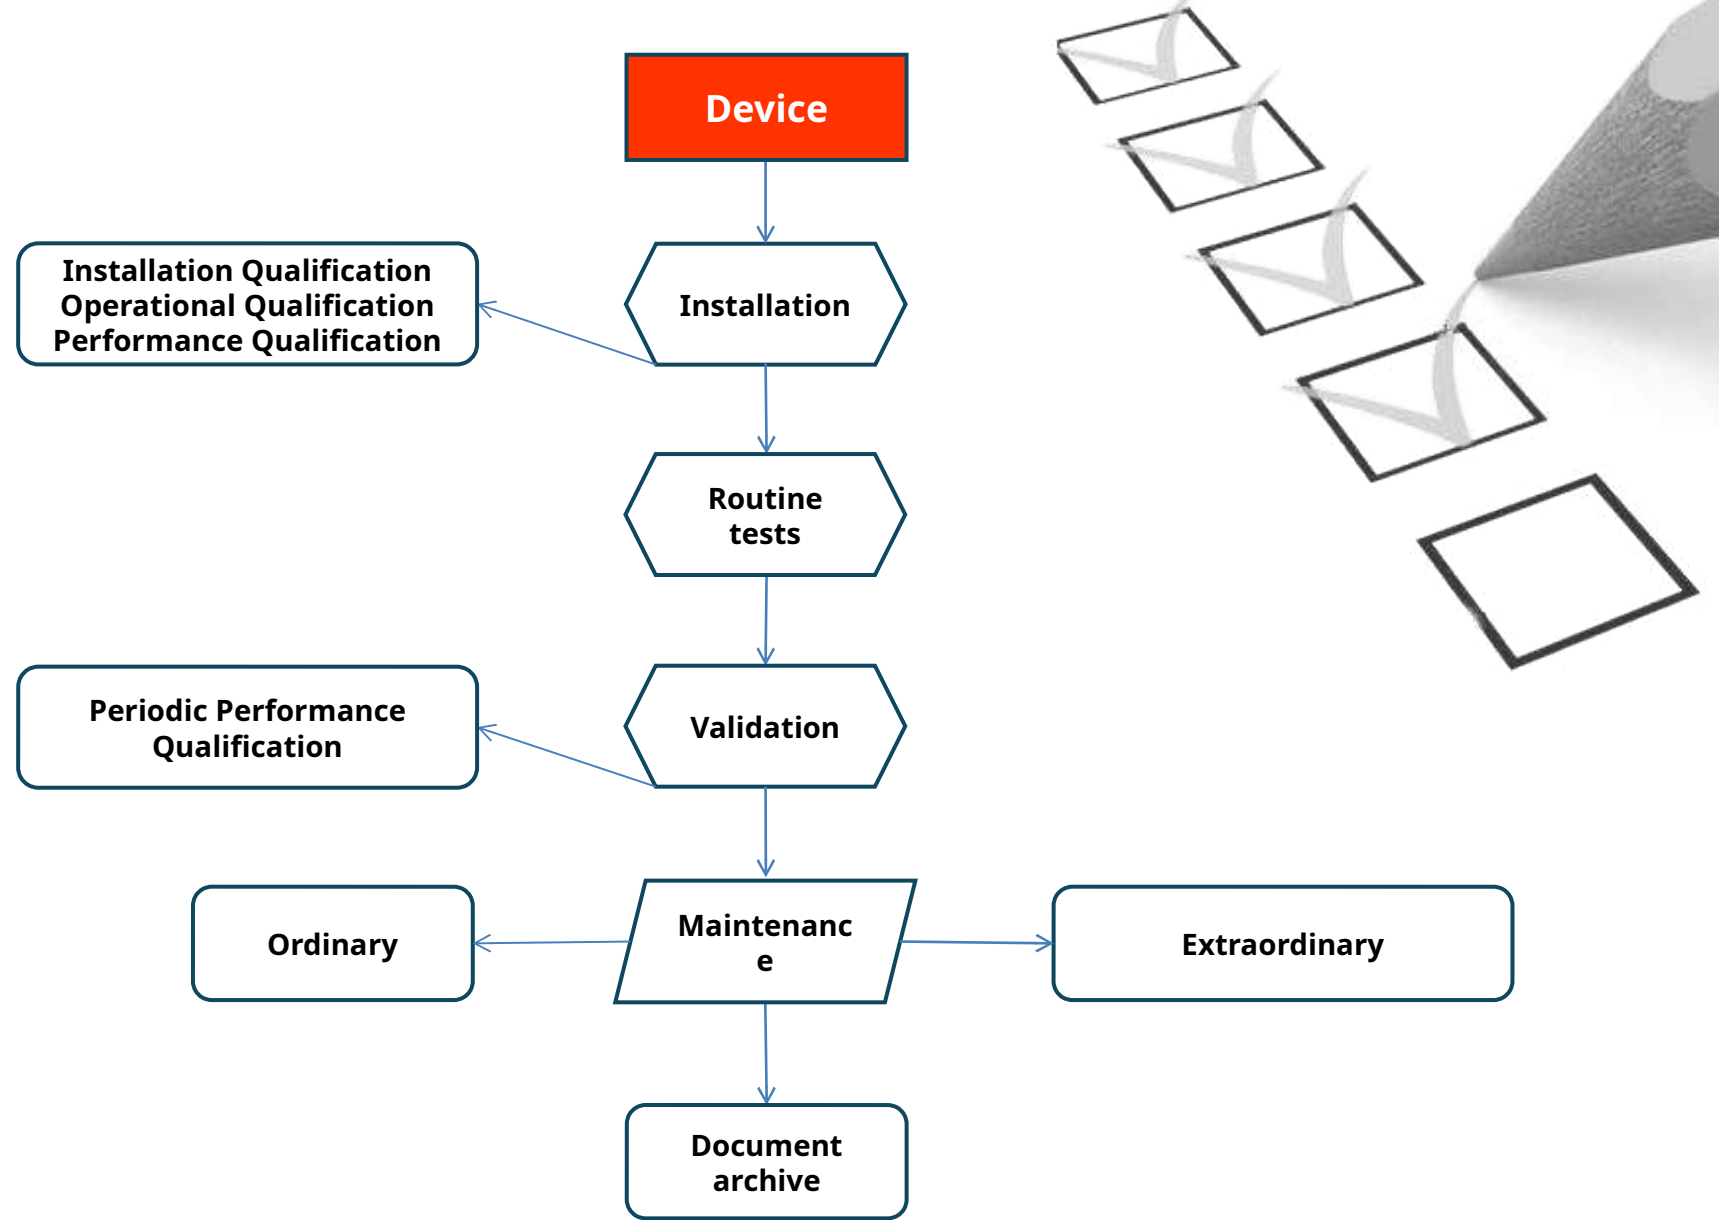 Device
Installation Qualification
Operational Qualification
Performance Qualification
Installation
Routine
tests
Periodic Performance
Qualification
Validation
Ordinary
Maintenanc
e
Extraordinary
Document
archive